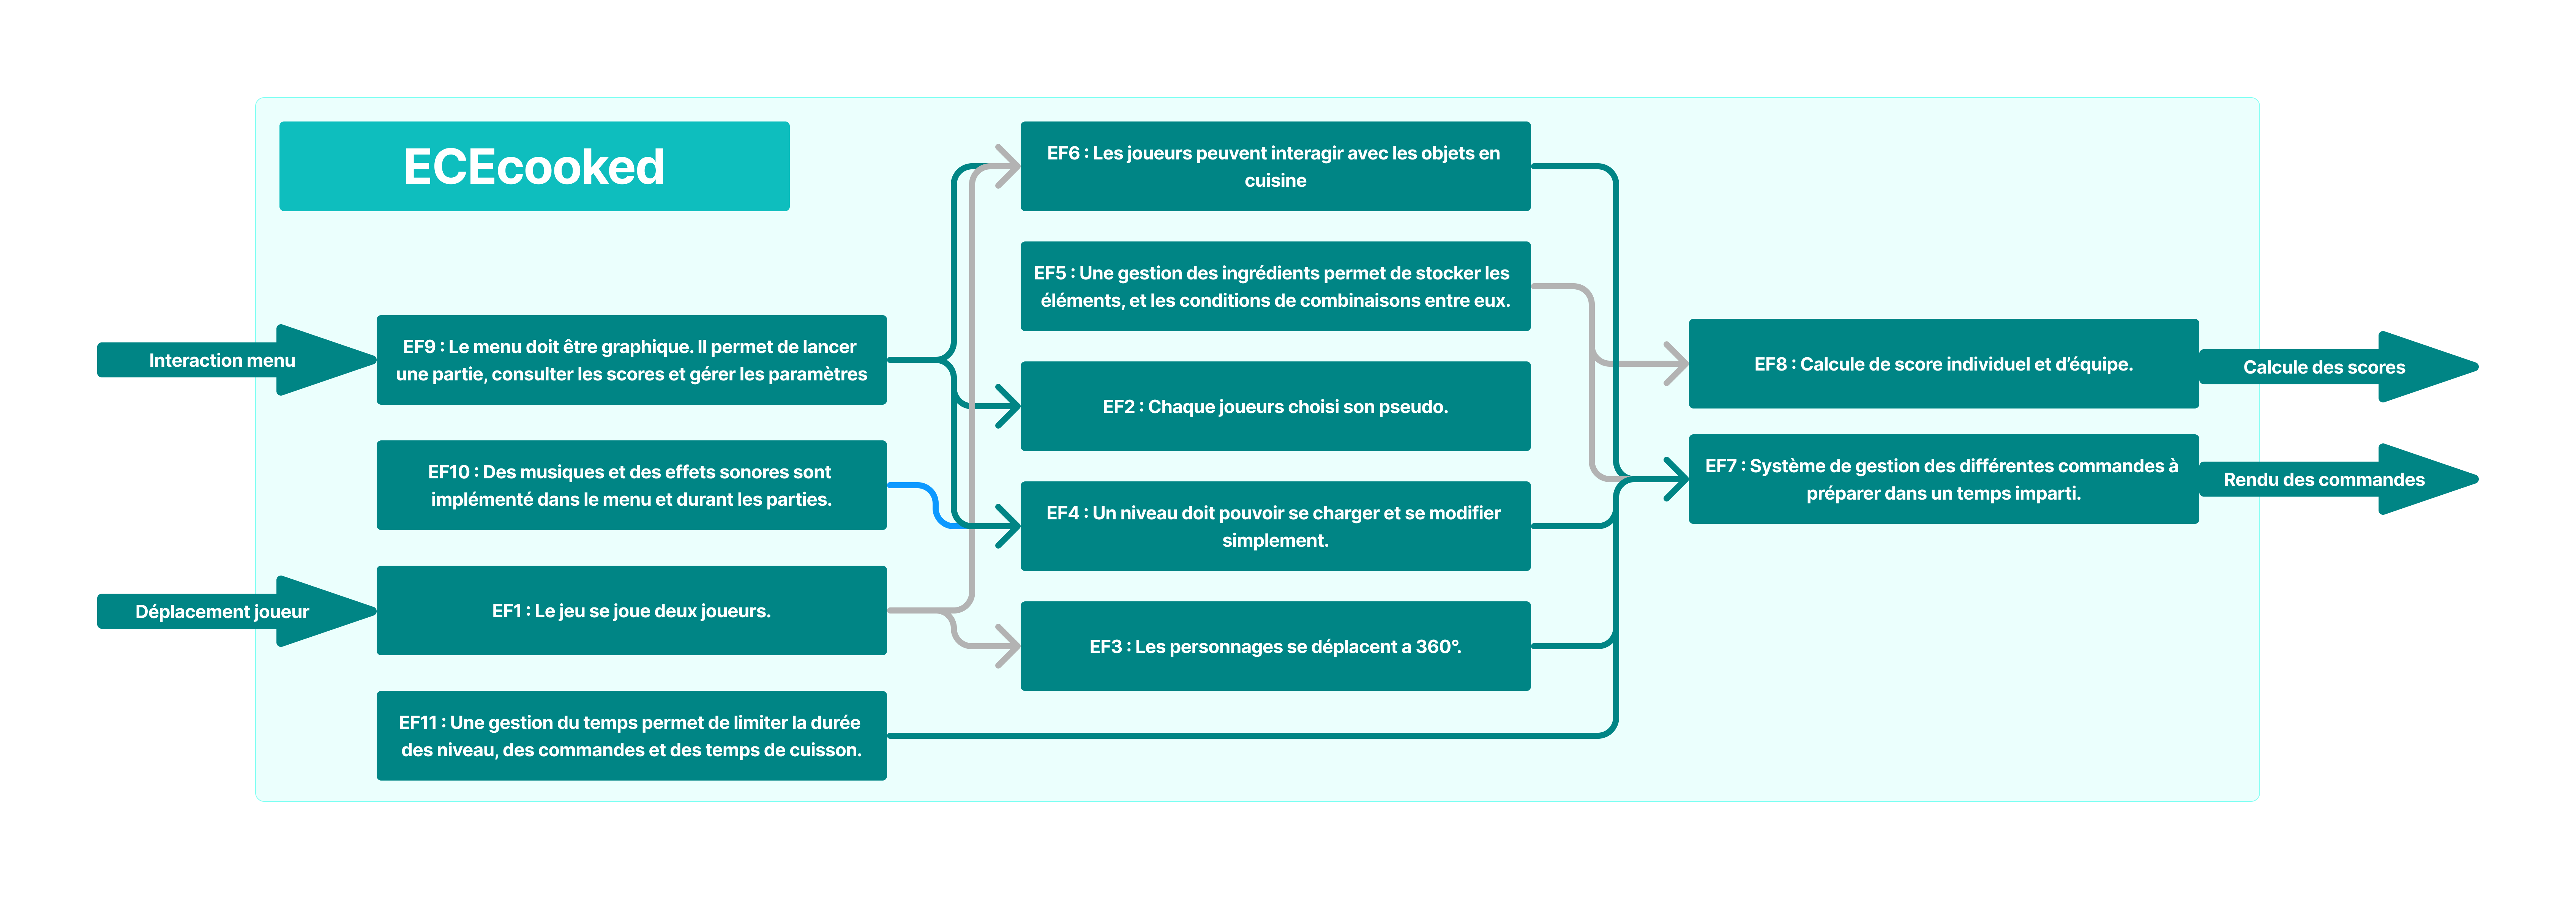 ECEcooked
Interaction menu
EF9 : Le menu doit être graphique. Il permet de lancer
une partie, consulter les scores et gérer les paramètres
EF10 : Des musiques et des effets sonores sont
implémenté dans le menu et durant les parties.
Déplacement joueur
EF1 : Le jeu se joue deux joueurs.
EF11 : Une gestion du temps permet de limiter la durée
des niveau, des commandes et des temps de cuisson.
EF6 : Les joueurs peuvent interagir avec les objets en
cuisine
EF5 : Une gestion des ingrédients permet de stocker les
éléments, et les conditions de combinaisons entre eux.
EF2 : Chaque joueurs choisi son pseudo.
EF4 : Un niveau doit pouvoir se charger et se modifier
simplement.
EF3 : Les personnages se déplacent a 360°.
EF8 : Calcule de score individuel et d’équipe.
EF7 : Système de gestion des différentes commandes à
préparer dans un temps imparti.
Calcule des scores
Rendu des commandes